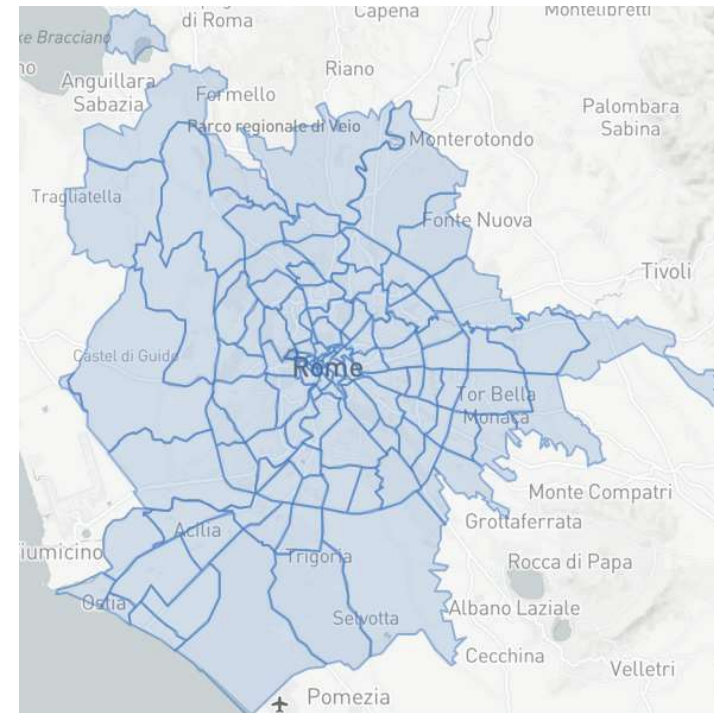 di Roma
Capena
Montelibretti
Bracciano
Anguillara
Sabazia
Formello
Riano
Parco regionale di Veio
Monterotondo
Palombara
Sabina
Tragliatella
Fonte Nuova
Tivoli
Castel di Guido
Rome
Tor Bella
Monaca
Monte Compatri
Grottaferrata
Acilia
iumicino
Trigoria
Rocca di Papa
Ostia
Selvotta
Albano Laziale
Cecchina
Velletri
Pomezia